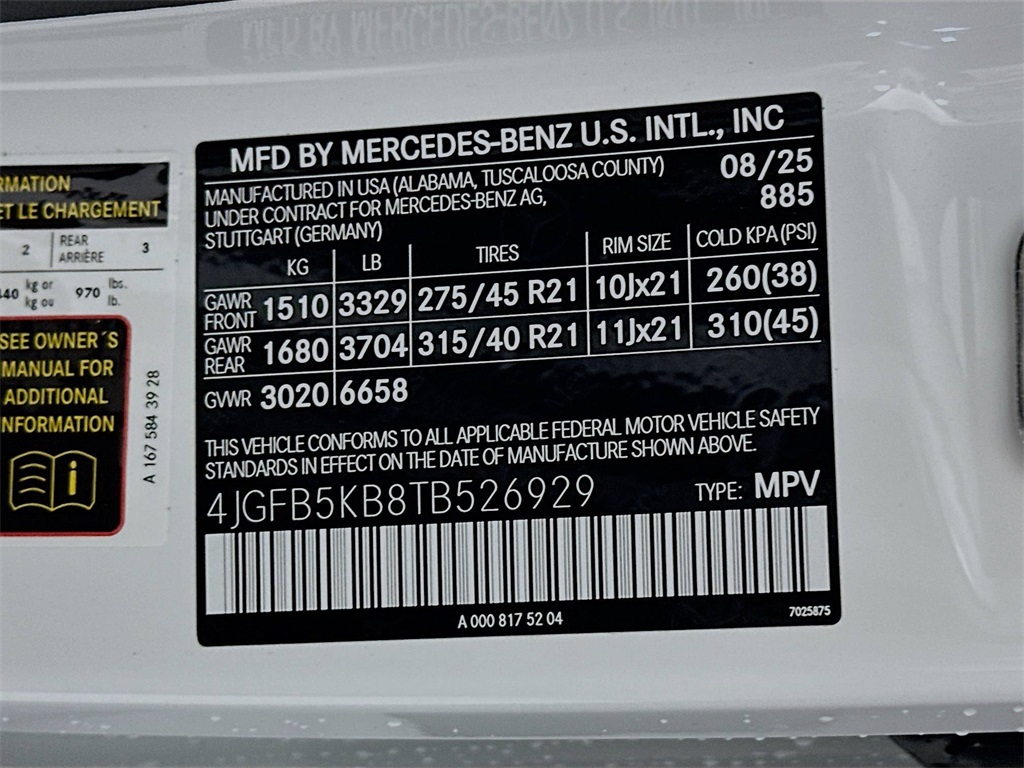 MFD BY MERCEDES-BENZ U.S. INTL., INC
MANUFACTURED IN USA (ALABAMA, TUSCALOOSA COUNTY) 08/25
UNDER CONTRACT FOR MERCEDES-BENZ AG, 885
STUTTGART (GERMANY)
KG LB TIRES RIM SIZE COLD KPA (PSI)
GAWR FRONT 1510 3329 275/45 R21 10Jx21 260(38)
GAWR REAR 1680 3704 315/40 R21 11Jx21 310(45)
GVWR 3020 6658
THIS VEHICLE CONFORMS TO ALL APPLICABLE FEDERAL MOTOR VEHICLE SAFETY
STANDARDS IN EFFECT ON THE DATE OF MANUFACTURE SHOWN ABOVE.
4JGFB5KB8TB526929 TYPE: MPV
A 000 817 52 04
7025875
ET LE CHARGEMENT
2 REAR 3
ARRIÈRE
kg or 970 lbs.
kg ou lb.
SEE OWNER´S
MANUAL FOR
ADDITIONAL
INFORMATION
A 167 584 39 28